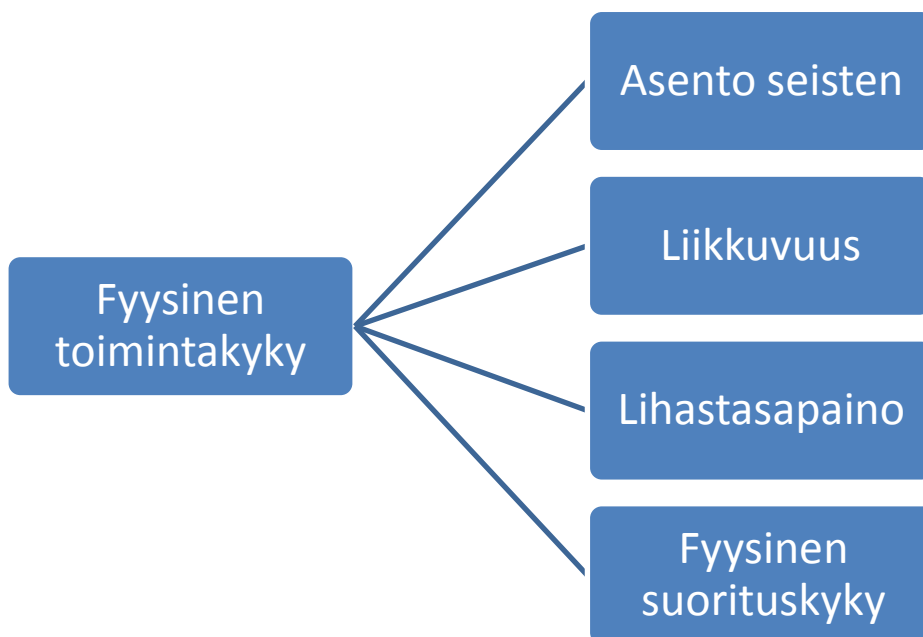 Asento seisten
Liikkuvuus
Fyysinen
toimintakyky
Lihastasapaino
Fyysinen
suorituskyky